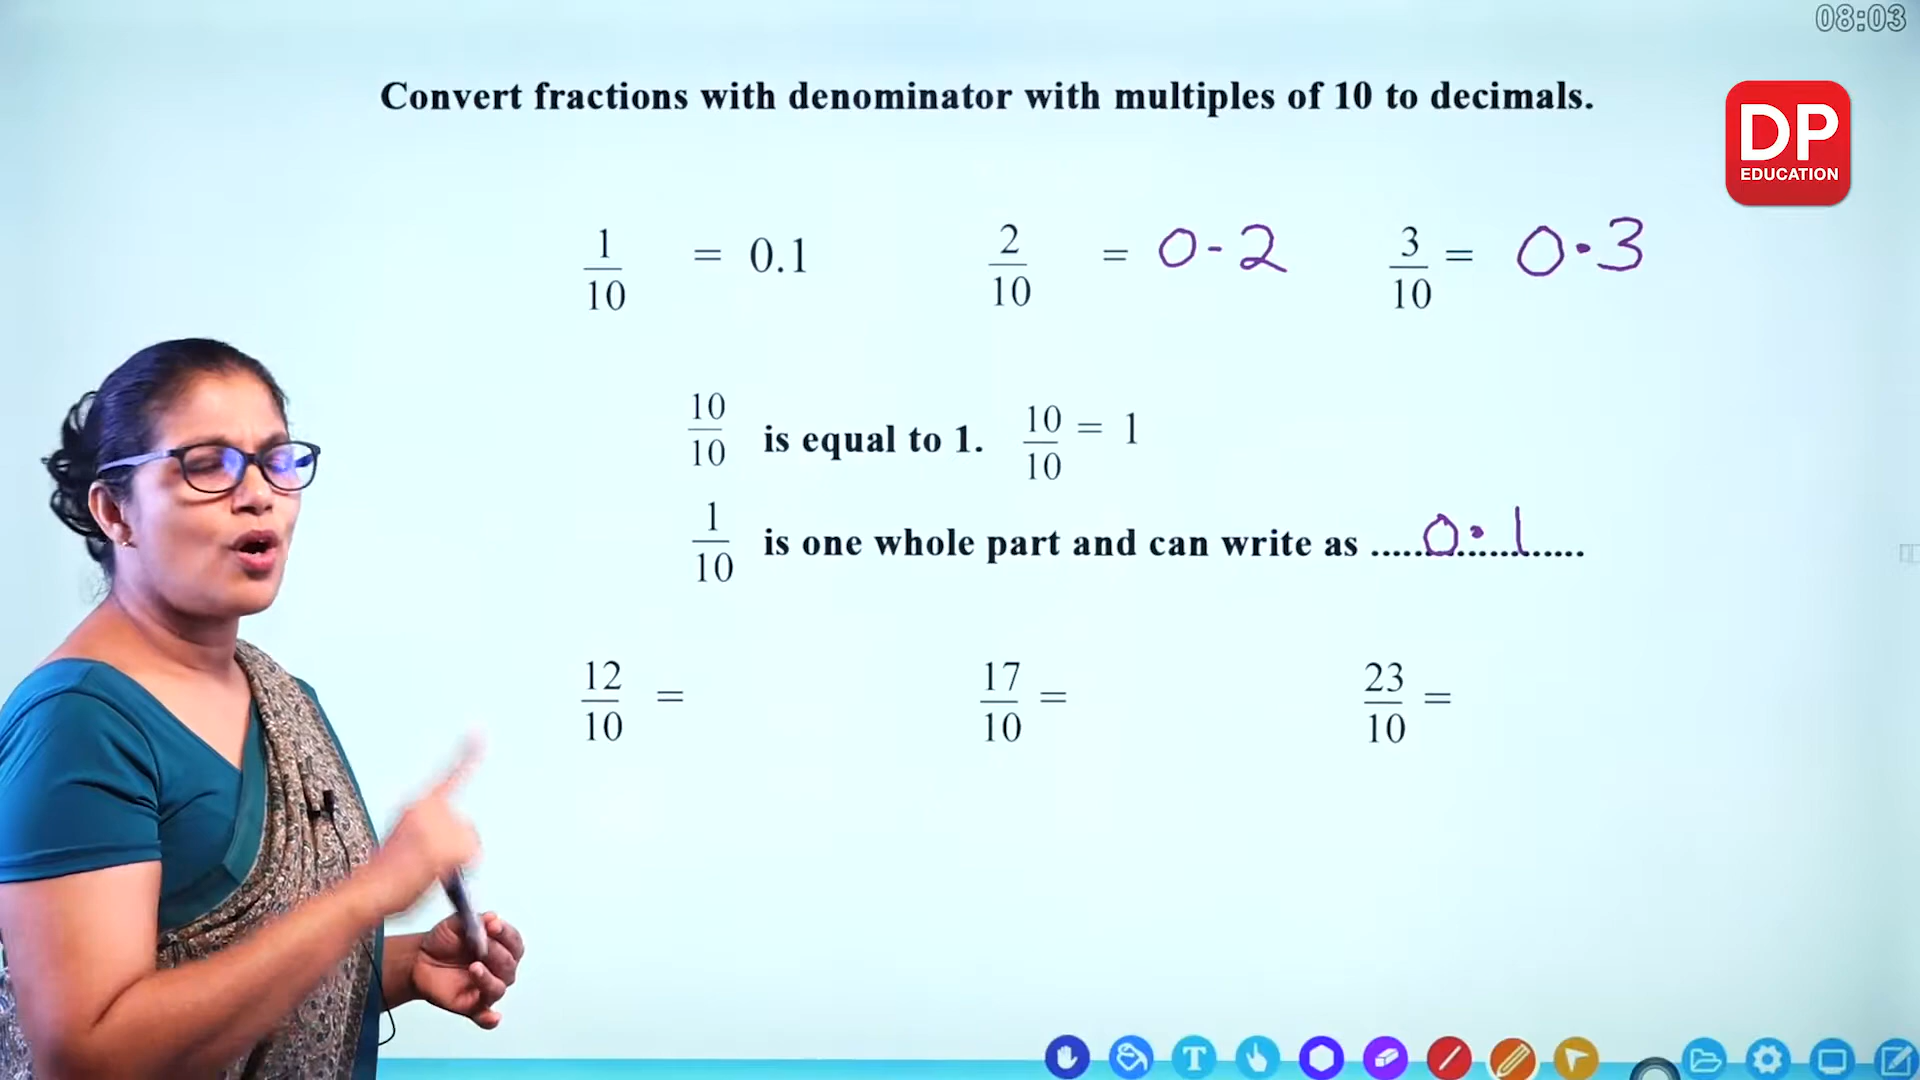 08:03
Convert fractions with denominator with multiples of 10 to decimals.
DP
EDUCATION
1/10 = 0.1 2/10 = 0-2 3/10 = 0.3
10/10 is equal to 1. 10/10 = 1
1/10 is one whole part and can write as ..... 0.1 .....
12/10 = 17/10 = 23/10 =
T